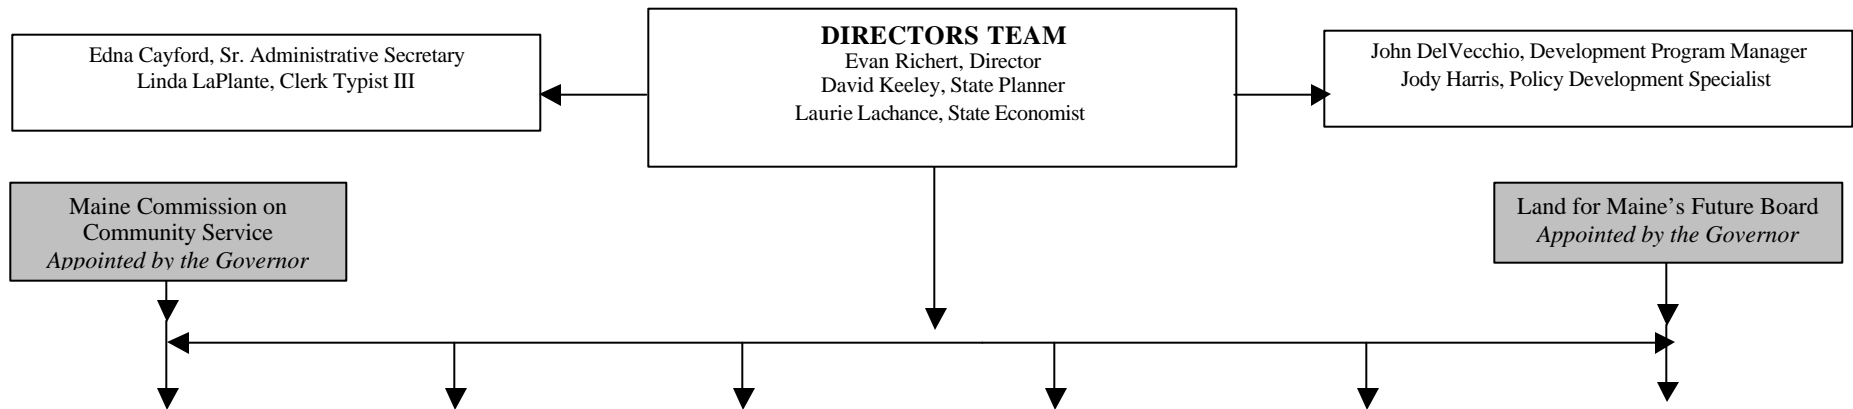 DIRECTORS TEAM
Evan Richert, Director
David Keeley, State Planner
Laurie Lachance, State Economist
Edna Cayford, Sr. Administrative Secretary
Linda LaPlante, Clerk Typist III
John DelVecchio, Development Program Manager
Jody Harris, Policy Development Specialist
Maine Commission on
Community Service
Appointed by the Governor
Land for Maine’s Future Board
Appointed by the Governor